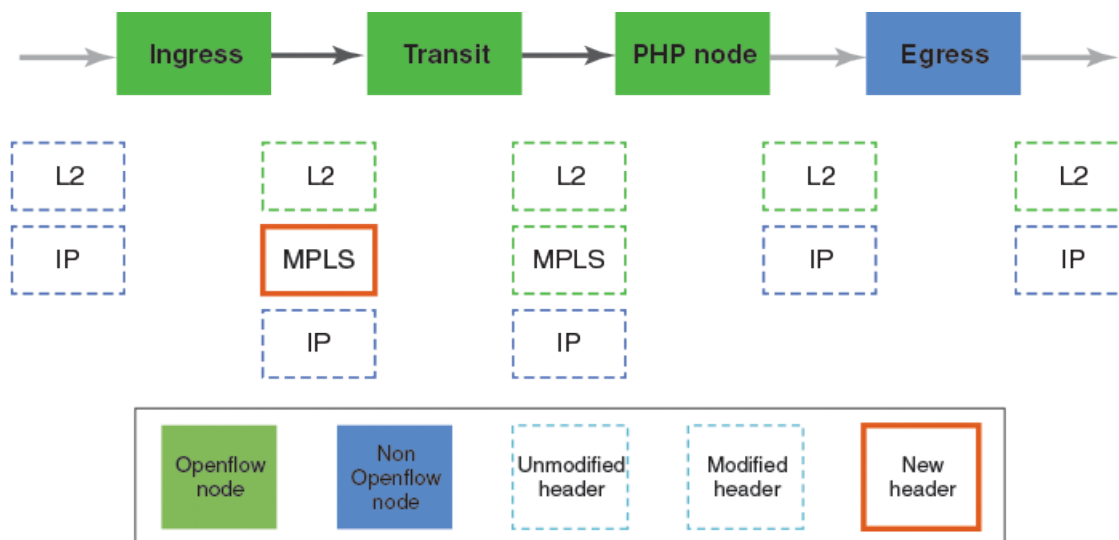 Ingress
Transit
PHP node
Egress
L2
L2
L2
L2
L2
IP
MPLS
MPLS
IP
IP
IP
IP
Openflow
node
Non
Openflow
node
Unmodified
header
Modified
header
New
header